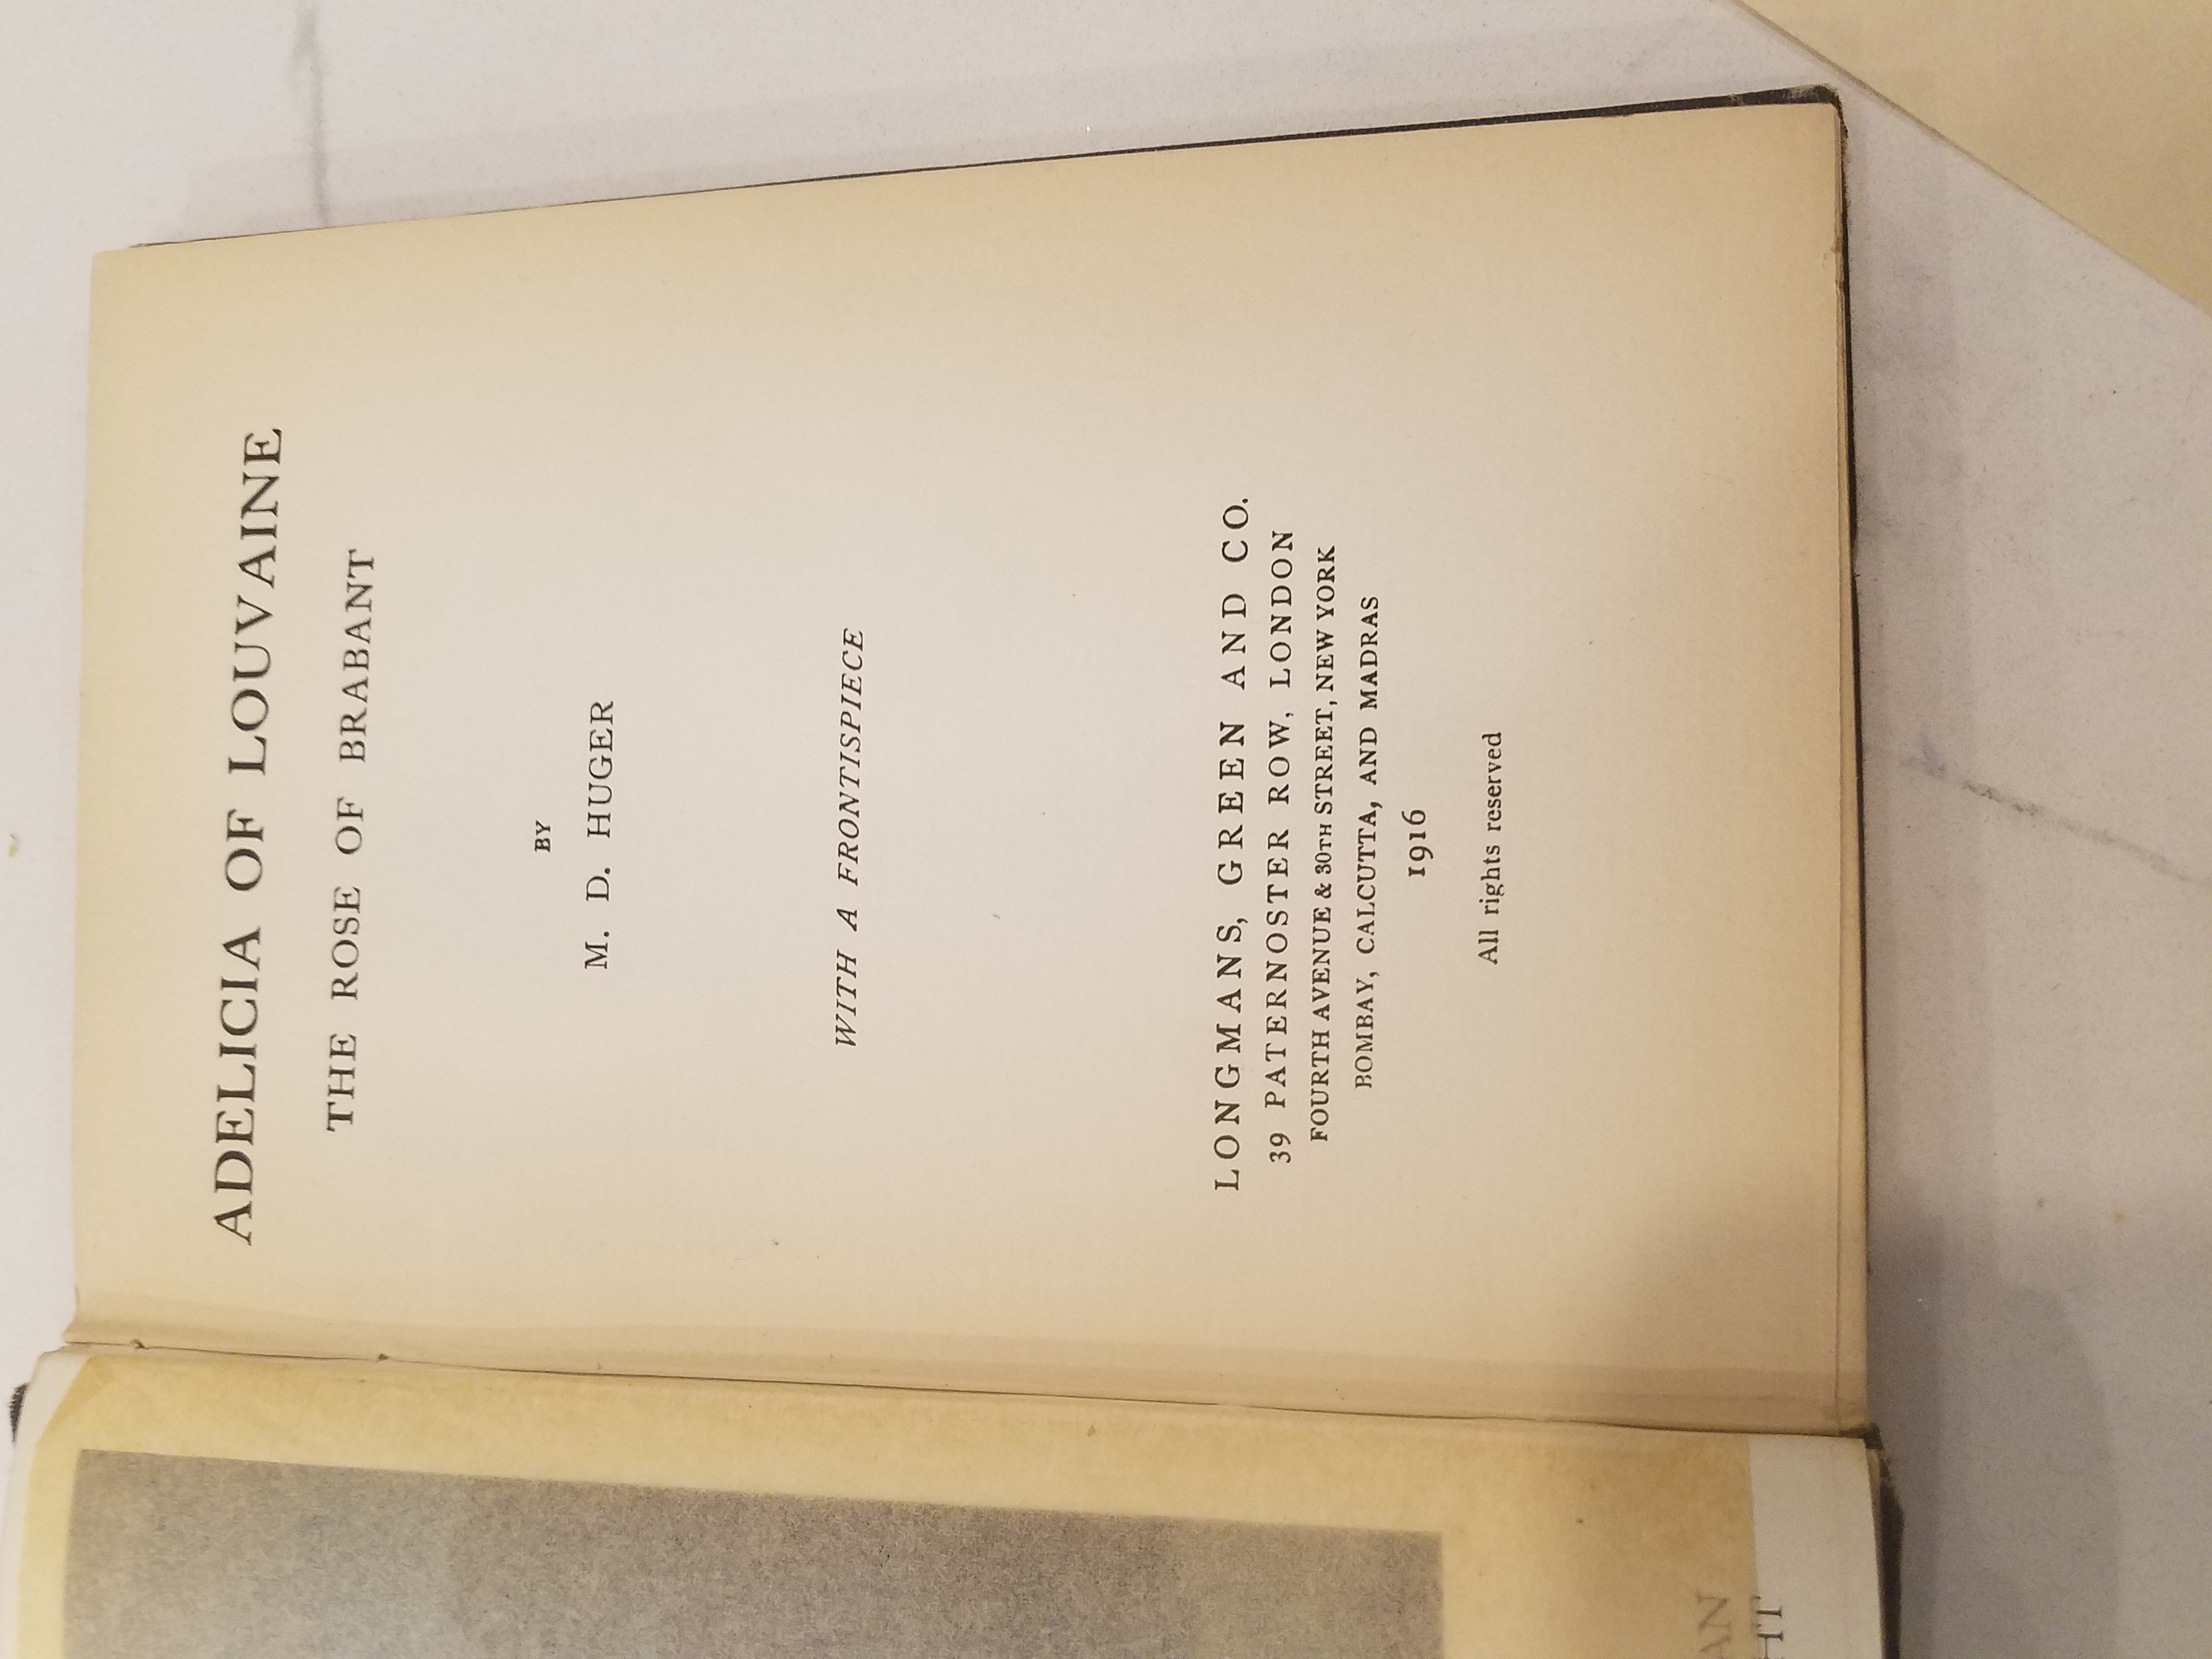 ADELICIA OF LOUVAINE
THE ROSE OF BRABANT
BY
M. D. HUGER
WITH A FRONTISPIECE
LONGMANS, GREEN AND CO.
39 PATERNOSTER ROW, LONDON
FOURTH AVENUE & 30TH STREET, NEW YORK
BOMBAY, CALCUTTA, AND MADRAS
1916
All rights reserved